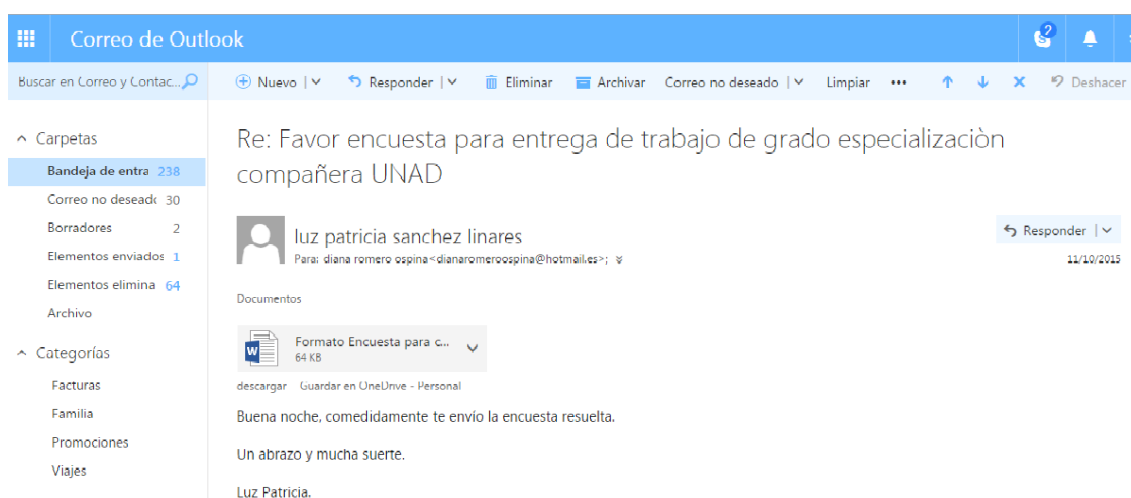 Correo de Outlook
2
Buscar en Correo y Contac...
Nuevo
Responder
Eliminar
Archivar
Correo no deseado
Limpiar
Deshacer
Carpetas
Bandeja de entra 238
Correo no deseado 30
Borradores 2
Elementos enviados 1
Elementos elimina 64
Archivo
Categorías
Facturas
Familia
Promociones
Viajes
Re: Favor encuesta para entrega de trabajo de grado especializaciòn
compañera UNAD
luz patricia sanchez linares
Para: diana romero ospina<dianaromeroospina@hotmail.es>;
Responder
11/10/2015
Documentos
W
Formato Encuesta para c...
64 KB
descargar Guardar en OneDrive - Personal
Buena noche, comedidamente te envío la encuesta resuelta.
Un abrazo y mucha suerte.
Luz Patricia.